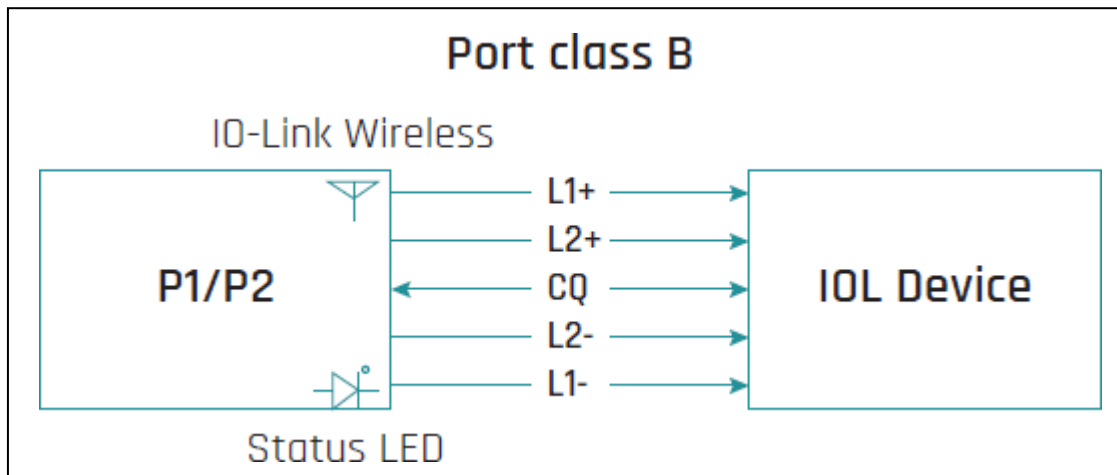 Port class B
IO-Link Wireless
L1+
L2+
P1/P2 CQ IOL Device
L2-
L1-
Status LED